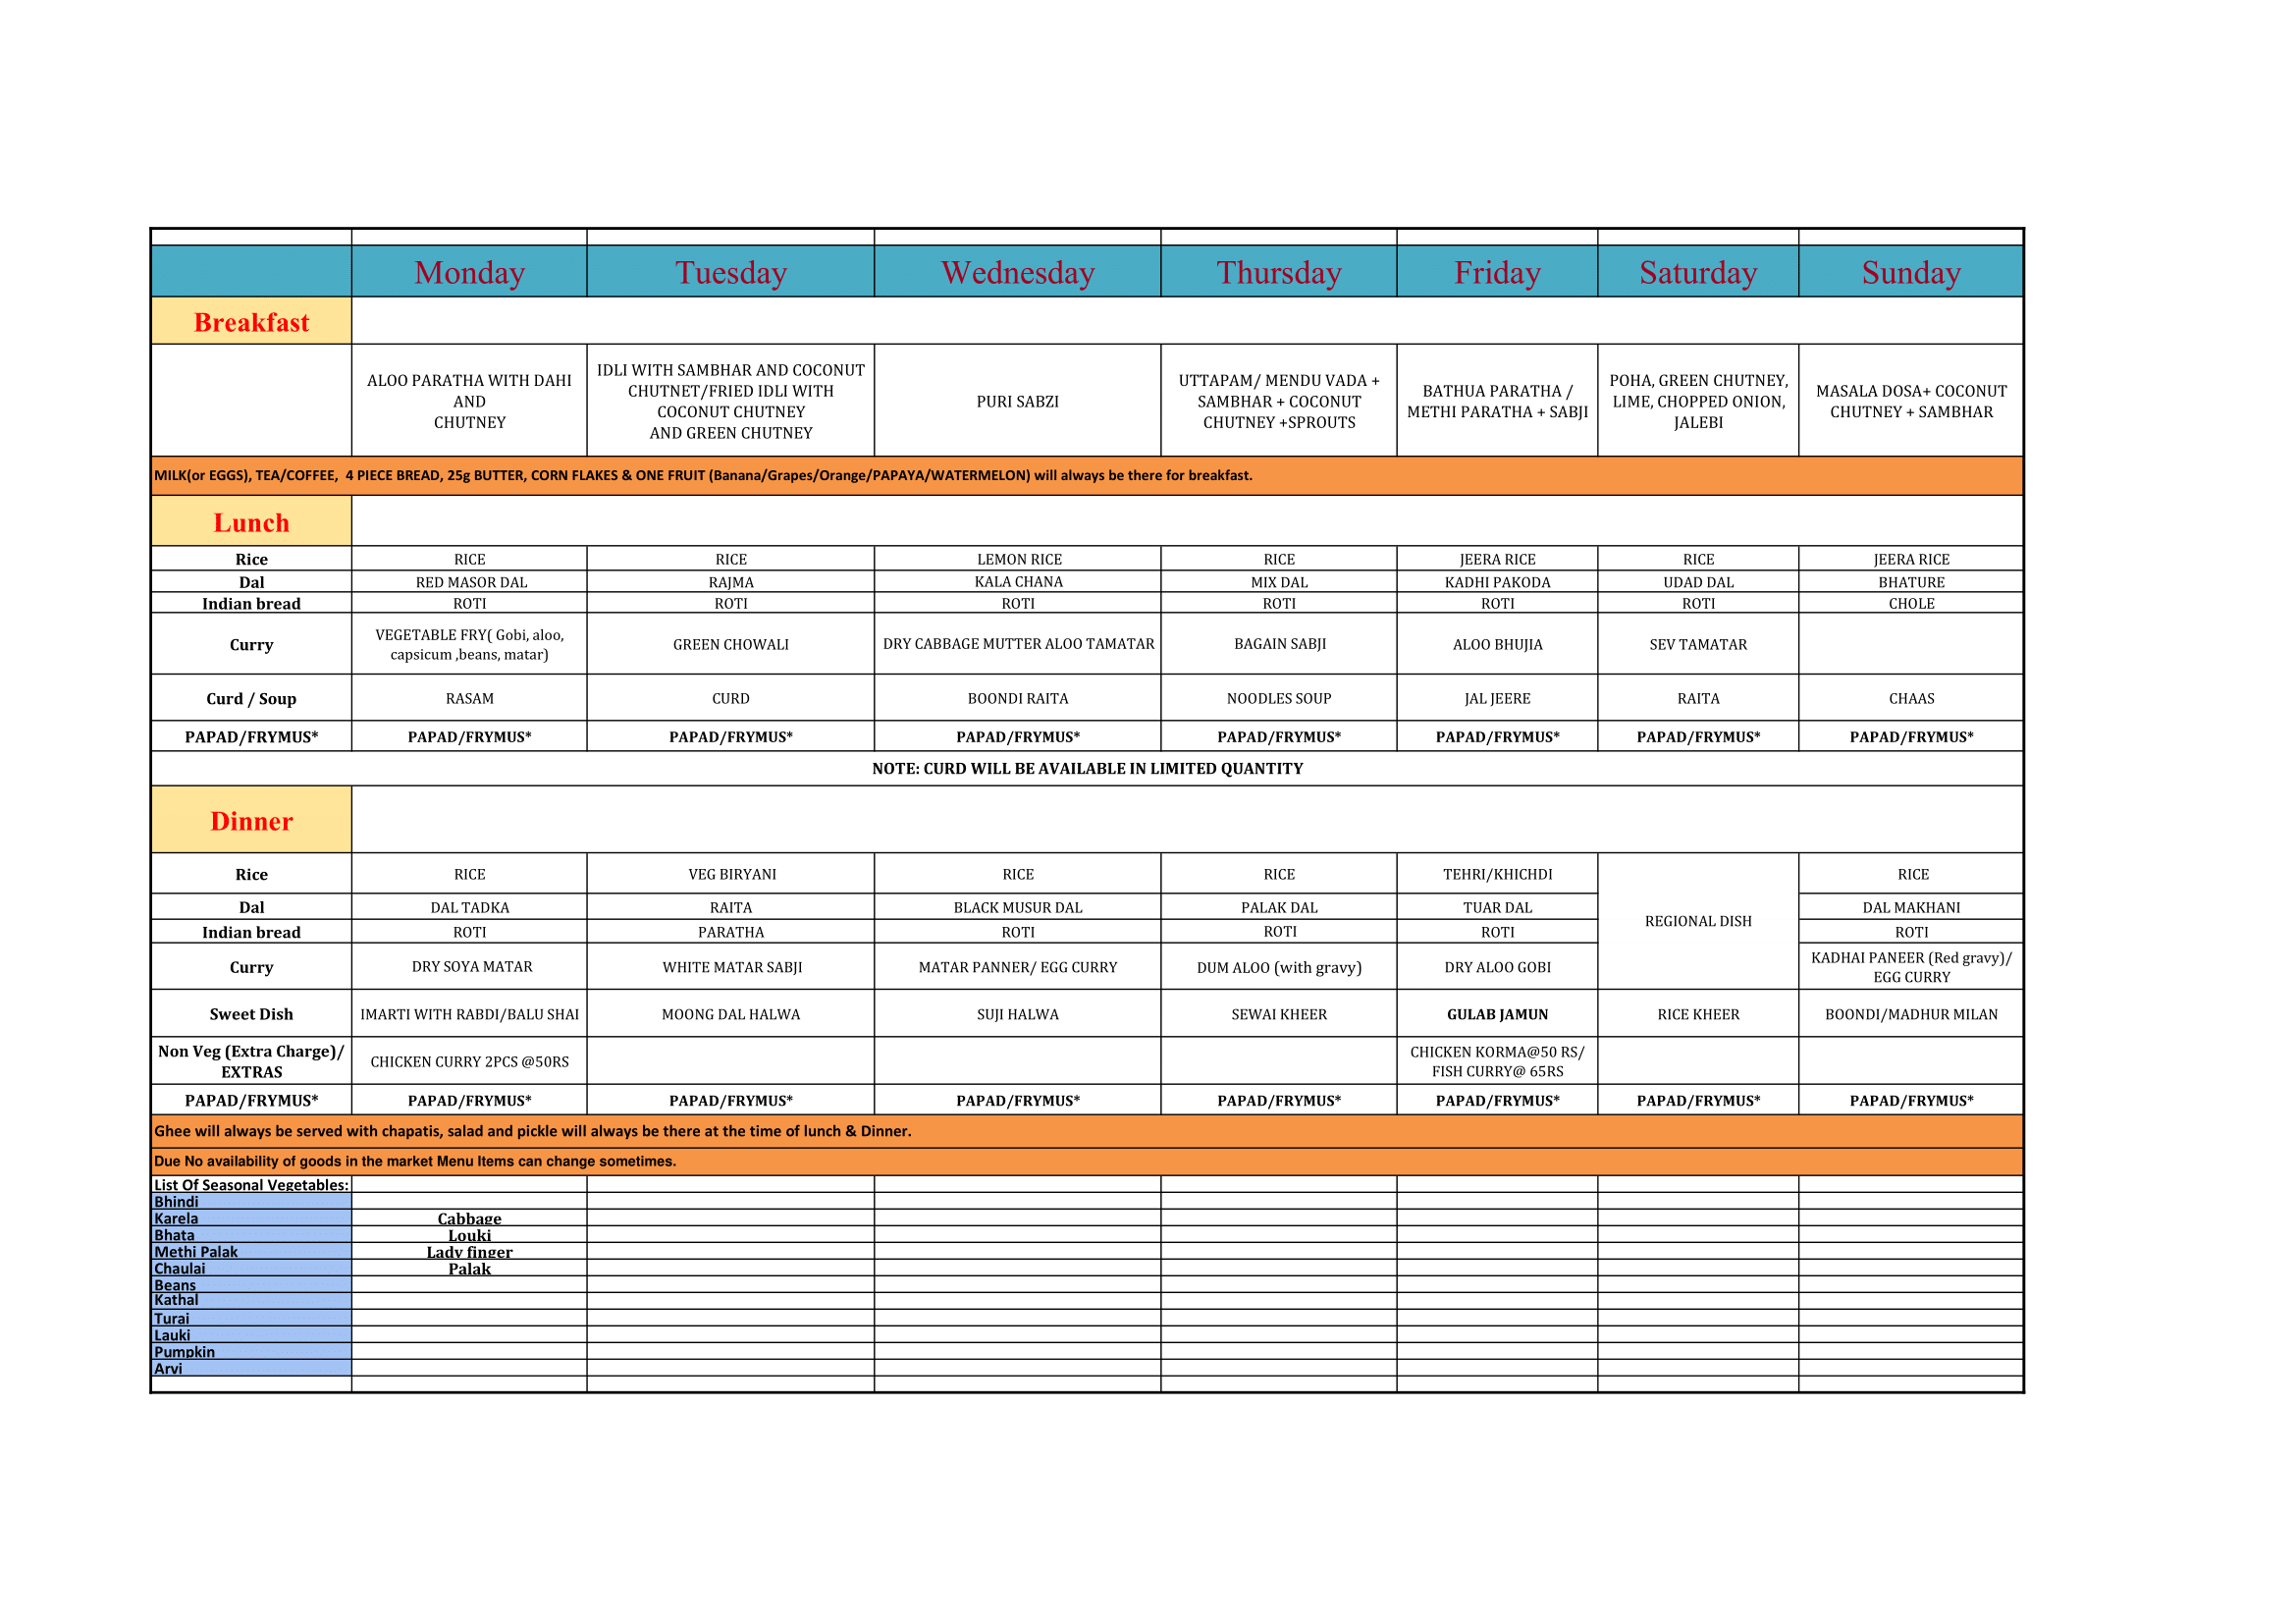 Monday Tuesday Wednesday Thursday Friday Saturday Sunday
Breakfast
ALOO PARATHA WITH DAHI
AND
CHUTNEY
IDLI WITH SAMBHAR AND COCONUT
CHUTNET/FRIED IDLI WITH
COCONUT CHUTNEY
AND GREEN CHUTNEY
PURI SABZI
UTTAPAM/ MENDU VADA +
SAMBHAR + COCONUT
CHUTNEY +SPROUTS
BATHUA PARATHA /
METHI PARATHA + SABJI
POHA, GREEN CHUTNEY,
LIME, CHOPPED ONION,
JALEBI
MASALA DOSA+ COCONUT
CHUTNEY + SAMBHAR
MILK(or EGGS), TEA/COFFEE, 4 PIECE BREAD, 25g BUTTER, CORN FLAKES & ONE FRUIT (Banana/Grapes/Orange/PAPAYA/WATERMELON) will always be there for breakfast.
Lunch
Rice RICE RICE LEMON RICE RICE JEERA RICE RICE JEERA RICE
Dal RED MASOR DAL RAJMA KALA CHANA MIX DAL KADHI PAKODA UDAD DAL BHATURE
Indian bread ROTI ROTI ROTI ROTI ROTI ROTI CHOLE
Curry
VEGETABLE FRY( Gobi, aloo,
capsicum ,beans, matar)
GREEN CHOWALI DRY CABBAGE MUTTER ALOO TAMATAR BAGAIN SABJI ALOO BHUJIA SEV TAMATAR
Curd / Soup RASAM CURD BOONDI RAITA NOODLES SOUP JAL JEERE RAITA CHAAS
PAPAD/FRYMUS* PAPAD/FRYMUS* PAPAD/FRYMUS* PAPAD/FRYMUS* PAPAD/FRYMUS* PAPAD/FRYMUS* PAPAD/FRYMUS* PAPAD/FRYMUS*
NOTE: CURD WILL BE AVAILABLE IN LIMITED QUANTITY
Dinner
Rice RICE VEG BIRYANI RICE RICE TEHRI/KHICHDI REGIONAL DISH RICE
Dal DAL TADKA RAITA BLACK MUSUR DAL PALAK DAL TUAR DAL DAL MAKHANI
Indian bread ROTI PARATHA ROTI ROTI ROTI ROTI
Curry DRY SOYA MATAR WHITE MATAR SABJI MATAR PANNER/ EGG CURRY DUM ALOO (with gravy) DRY ALOO GOBI
KADHAI PANEER (Red gravy)/
EGG CURRY
Sweet Dish IMARTI WITH RABDI/BALU SHAI MOONG DAL HALWA SUJI HALWA SEWAI KHEER GULAB JAMUN RICE KHEER BOONDI/MADHUR MILAN
Non Veg (Extra Charge)/
EXTRAS
CHICKEN CURRY 2PCS @50RS
CHICKEN KORMA@50 RS/
FISH CURRY@ 65RS
PAPAD/FRYMUS* PAPAD/FRYMUS* PAPAD/FRYMUS* PAPAD/FRYMUS* PAPAD/FRYMUS* PAPAD/FRYMUS* PAPAD/FRYMUS* PAPAD/FRYMUS*
Ghee will always be served with chapatis, salad and pickle will always be there at the time of lunch & Dinner.
Due No availability of goods in the market Menu Items can change sometimes.
List Of Seasonal Vegetables:
Bhindi
Karela Cabbage
Bhata Louki
Methi Palak Lady finger
Chaulai Palak
Beans
Kathal
Turai
Lauki
Pumpkin
Arvi